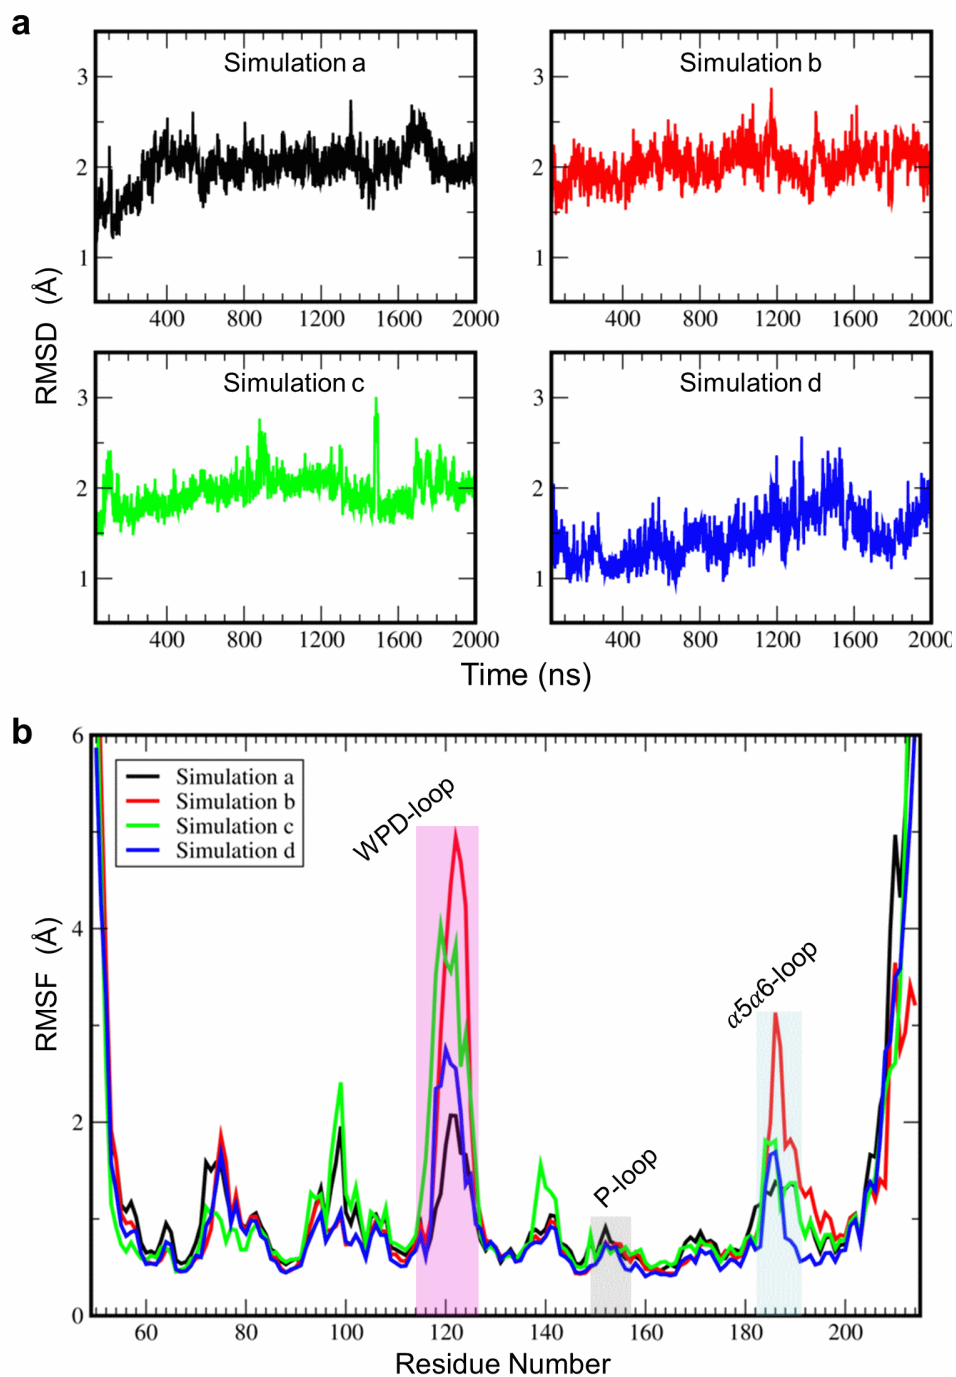 a
Simulation a
3
2
1
400 800 1200 1600 2000
Simulation b
3
2
1
400 800 1200 1600 2000
RMSD (Å)
Simulation c
3
2
1
400 800 1200 1600 2000
Simulation d
3
2
1
400 800 1200 1600 2000
Time (ns)
b
6
4
2
0
RMSF (Å)
Simulation a
Simulation b
Simulation c
Simulation d
WPD-loop
P-loop
α5α6-loop
60 80 100 120 140 160 180 200
Residue Number